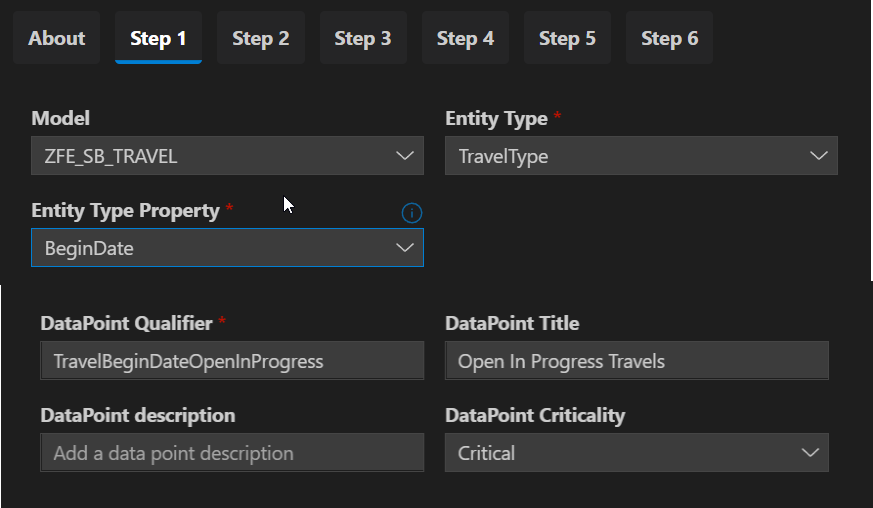 About Step 1 Step 2 Step 3 Step 4 Step 5 Step 6
Model Entity Type *
ZFE_SB_TRAVEL TravelType
Entity Type Property *
BeginDate
DataPoint Qualifier * DataPoint Title
TravelBeginDateOpenInProgress Open In Progress Travels
DataPoint description DataPoint Criticality
Add a data point description Critical